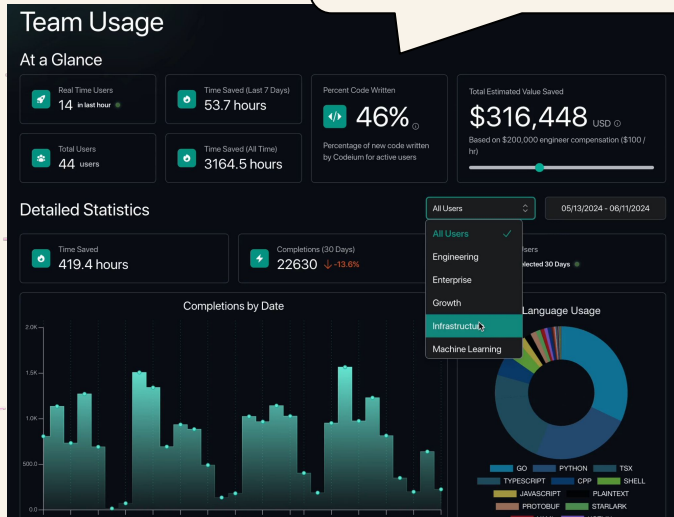 Team Usage
At a Glance
Real Time Users
14 in last hour
Time Saved (Last 7 Days)
53.7 hours
Percent Code Written
46%
Percentage of new code written
by Codeium for active users
Total Estimated Value Saved
$316,448 USD
Based on $200,000 engineer compensation ($100 /
hr)
Total Users
44 users
Time Saved (All Time)
3164.5 hours
Detailed Statistics
All Users
05/13/2024 - 06/11/2024
All Users
Engineering
Enterprise
Growth
Infrastructure
Machine Learning
Time Saved
419.4 hours
Completions (30 Days)
22630 ↓ -13.6%
30 Days
Completions by Date
2.0K
1.5K
1.0K
500.0
0.0
Language Usage
GO PYTHON TSX
TYPESCRIPT CPP SHELL
JAVASCRIPT PLAINTEXT
PROTOBUF STARLARK